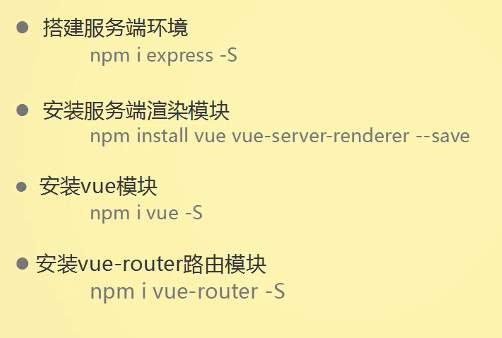 搭建服务端环境
npm i express -S
安装服务端渲染模块
npm install vue vue-server-renderer --save
安装vue模块
npm i vue -S
安装vue-router路由模块
npm i vue-router -S